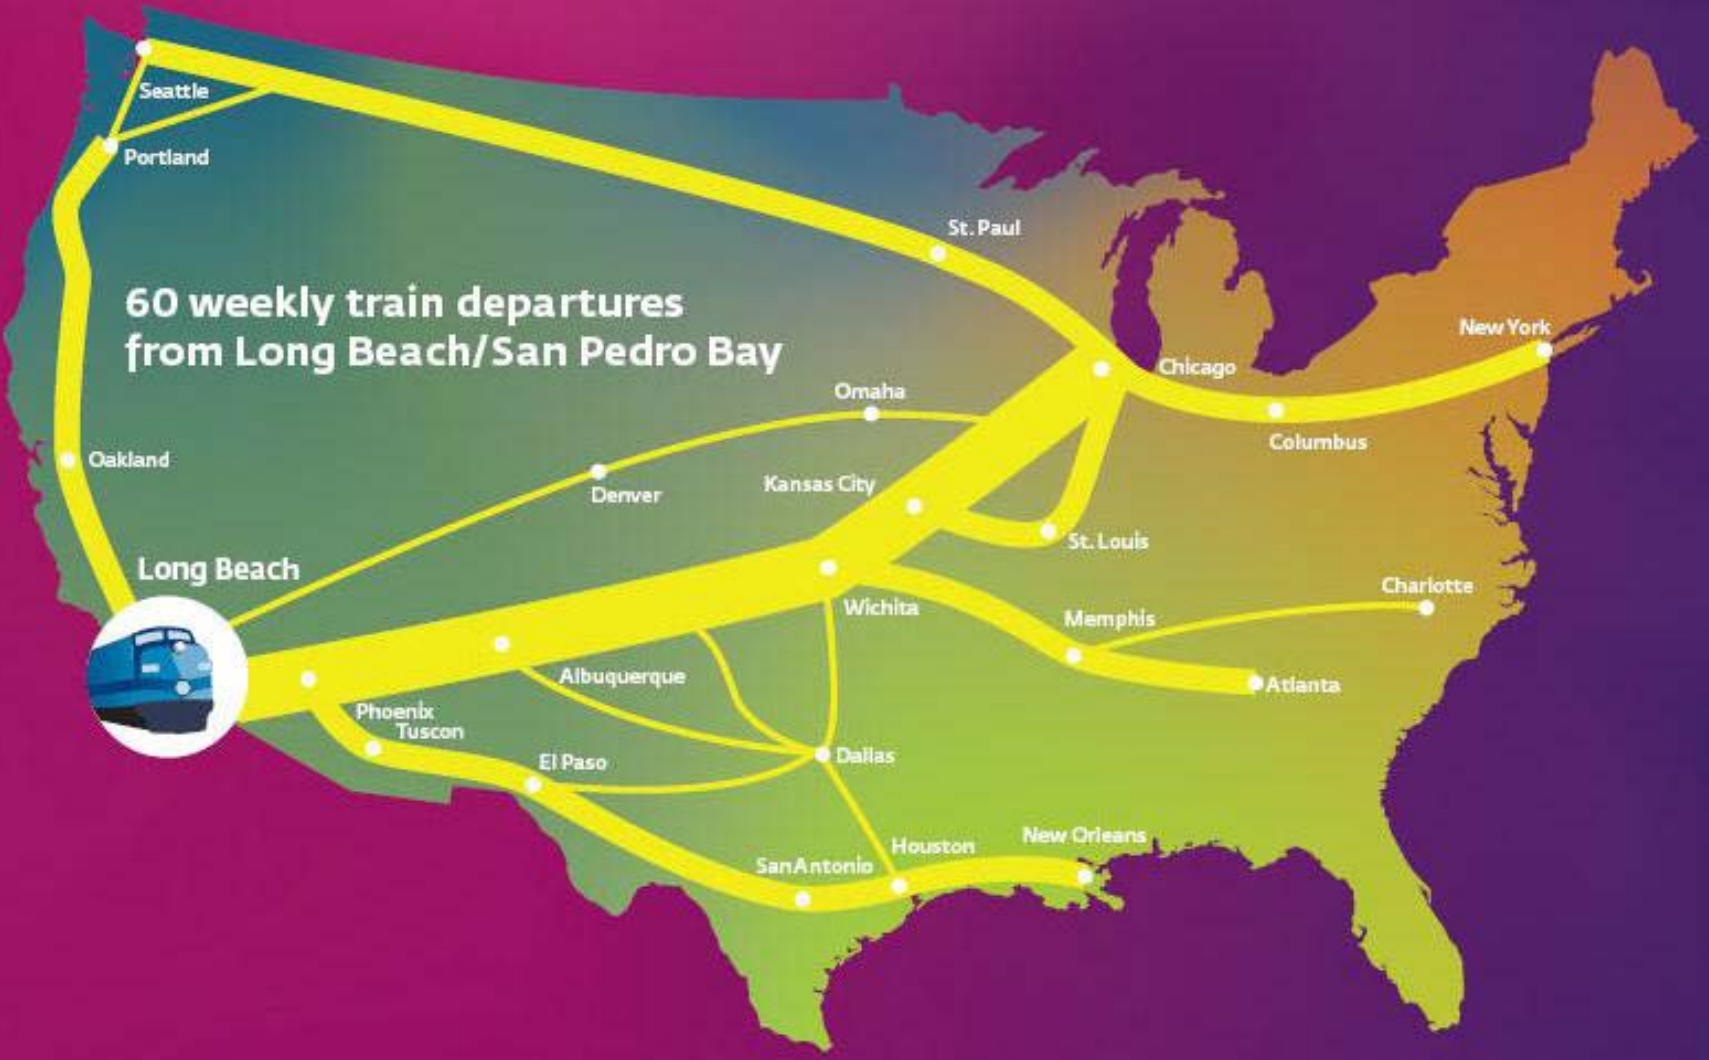 Seattle
Portland
St. Paul
60 weekly train departures
from Long Beach/San Pedro Bay
New York
Chicago
Omaha
Columbus
Oakland
Denver
Kansas City
St. Louis
Long Beach
Charlotte
Wichita
Memphis
Albuquerque
Atlanta
Phoenix
Tuscon
Dallas
El Paso
New Orleans
Houston
San Antonio